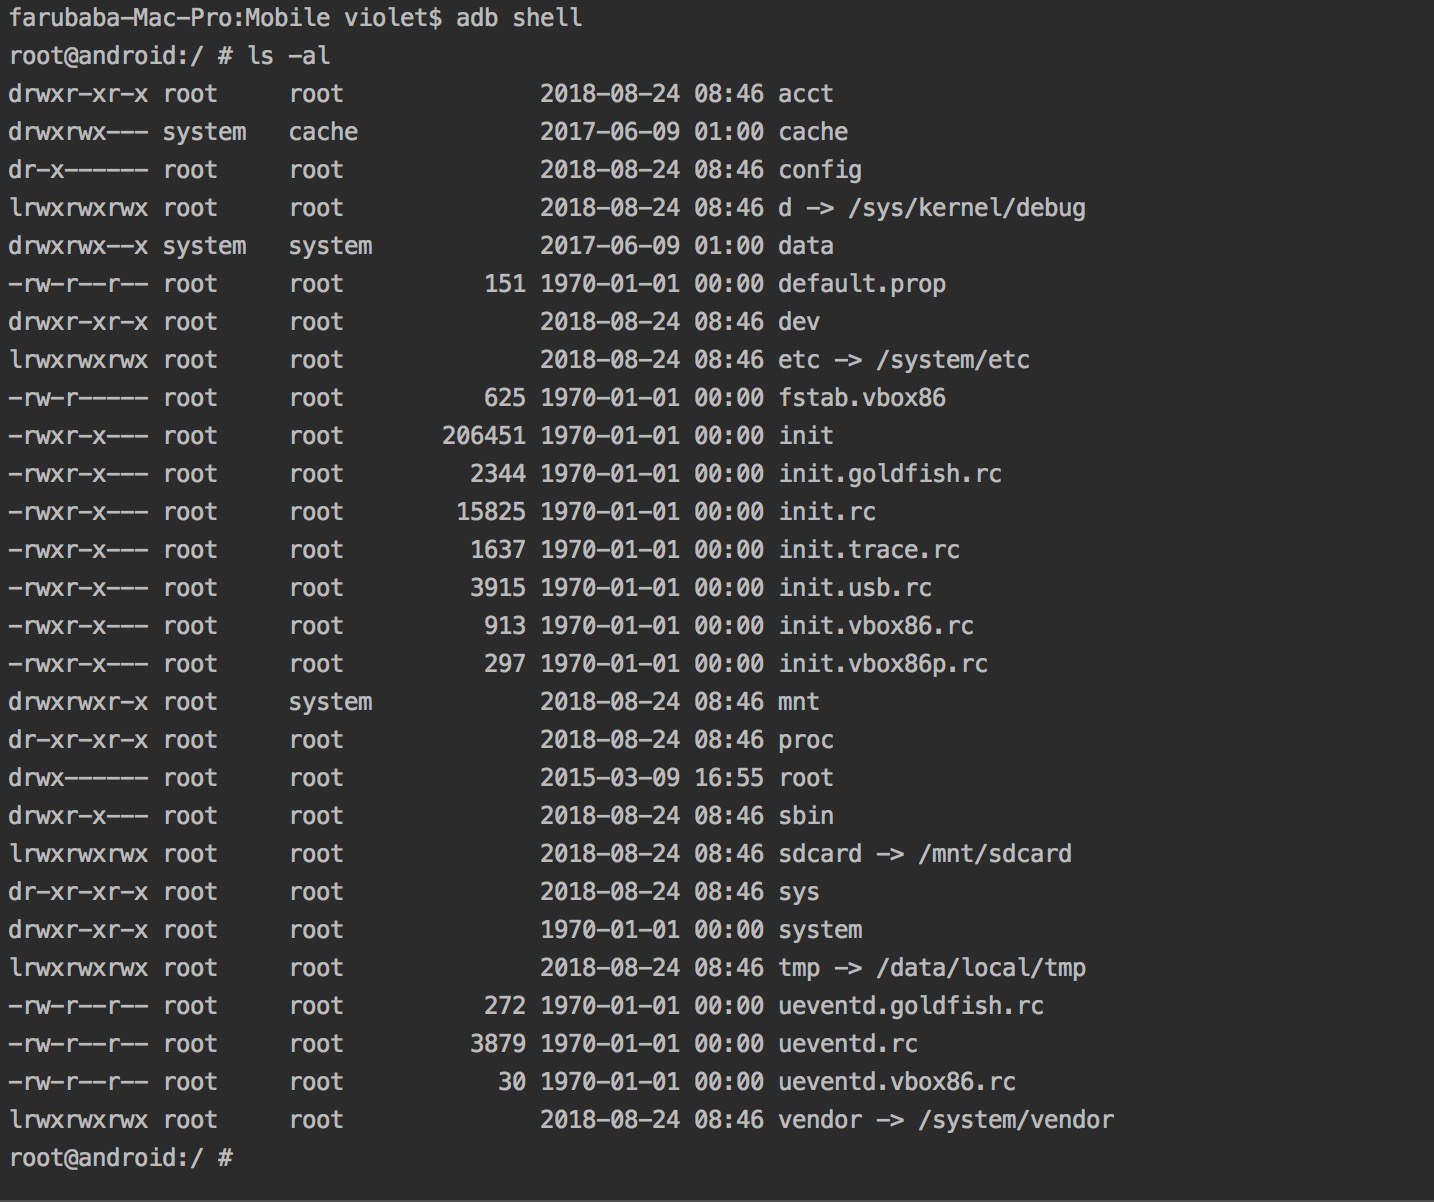 farubaba-Mac-Pro:Mobile violet$ adb shell
root@android:/ # ls -al
drwxr-xr-x root     root              2018-08-24 08:46 acct
drwxrwx--- system   cache             2017-06-09 01:00 cache
dr-x------ root     root              2018-08-24 08:46 config
lrwxrwxrwx root     root              2018-08-24 08:46 d -> /sys/kernel/debug
drwxrwx--x system   system            2017-06-09 01:00 data
-rw-r--r-- root     root          151 1970-01-01 00:00 default.prop
drwxr-xr-x root     root              2018-08-24 08:46 dev
lrwxrwxrwx root     root              2018-08-24 08:46 etc -> /system/etc
-rw-r----- root     root          625 1970-01-01 00:00 fstab.vbox86
-rwxr-x--- root     root       206451 1970-01-01 00:00 init
-rwxr-x--- root     root         2344 1970-01-01 00:00 init.goldfish.rc
-rwxr-x--- root     root        15825 1970-01-01 00:00 init.rc
-rwxr-x--- root     root         1637 1970-01-01 00:00 init.trace.rc
-rwxr-x--- root     root         3915 1970-01-01 00:00 init.usb.rc
-rwxr-x--- root     root          913 1970-01-01 00:00 init.vbox86.rc
-rwxr-x--- root     root          297 1970-01-01 00:00 init.vbox86p.rc
drwxrwxr-x root     system            2018-08-24 08:46 mnt
dr-xr-xr-x root     root              2018-08-24 08:46 proc
drwx------ root     root              2015-03-09 16:55 root
drwxr-x--- root     root              2018-08-24 08:46 sbin
lrwxrwxrwx root     root              2018-08-24 08:46 sdcard -> /mnt/sdcard
dr-xr-xr-x root     root              2018-08-24 08:46 sys
drwxr-xr-x root     root              1970-01-01 00:00 system
lrwxrwxrwx root     root              2018-08-24 08:46 tmp -> /data/local/tmp
-rw-r--r-- root     root          272 1970-01-01 00:00 ueventd.goldfish.rc
-rw-r--r-- root     root         3879 1970-01-01 00:00 ueventd.rc
-rw-r--r-- root     root           30 1970-01-01 00:00 ueventd.vbox86.rc
lrwxrwxrwx root     root              2018-08-24 08:46 vendor -> /system/vendor
root@android:/ #